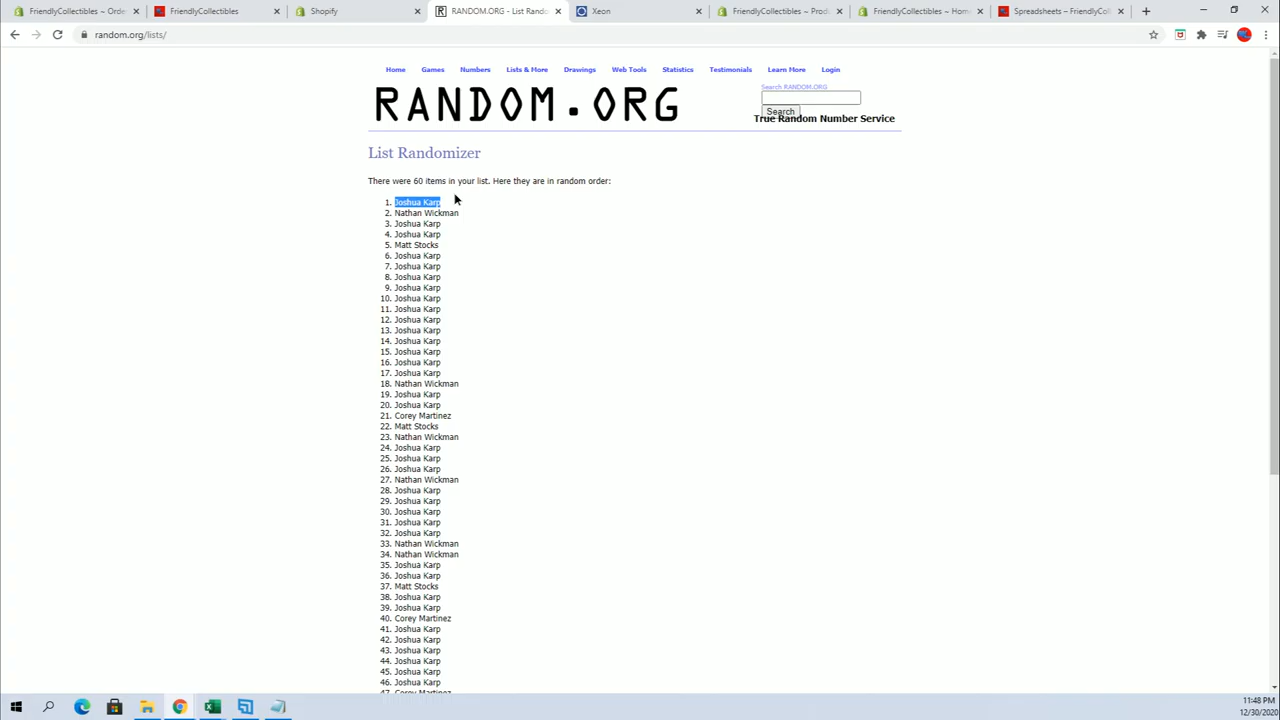 FriendlyCollectibles ~ Orde
FriendlyCollectibles
Shopify
RANDOM.ORG - List Rando
Xeon
FriendlyCollectibles ~ Prod
FriendlyCollectibles ~ Hom
Spreadsheets – FriendlyCol
random.org/lists/
Home Games Numbers Lists & More Drawings Web Tools Statistics Testimonials Learn More Login
Search RANDOM.ORG
RANDOM.ORG
Search
True Random Number Service
List Randomizer
There were 60 items in your list. Here they are in random order:
1. Joshua Karp
2. Nathan Wickman
3. Joshua Karp
4. Joshua Karp
5. Matt Stocks
6. Joshua Karp
7. Joshua Karp
8. Joshua Karp
9. Joshua Karp
10. Joshua Karp
11. Joshua Karp
12. Joshua Karp
13. Joshua Karp
14. Joshua Karp
15. Joshua Karp
16. Joshua Karp
17. Joshua Karp
18. Nathan Wickman
19. Joshua Karp
20. Joshua Karp
21. Corey Martinez
22. Matt Stocks
23. Nathan Wickman
24. Joshua Karp
25. Joshua Karp
26. Joshua Karp
27. Nathan Wickman
28. Joshua Karp
29. Joshua Karp
30. Joshua Karp
31. Joshua Karp
32. Joshua Karp
33. Nathan Wickman
34. Nathan Wickman
35. Joshua Karp
36. Joshua Karp
37. Matt Stocks
38. Joshua Karp
39. Joshua Karp
40. Corey Martinez
41. Joshua Karp
42. Joshua Karp
43. Joshua Karp
44. Joshua Karp
45. Joshua Karp
46. Joshua Karp
47. Corey Martinez
11:48 PM
12/30/2020